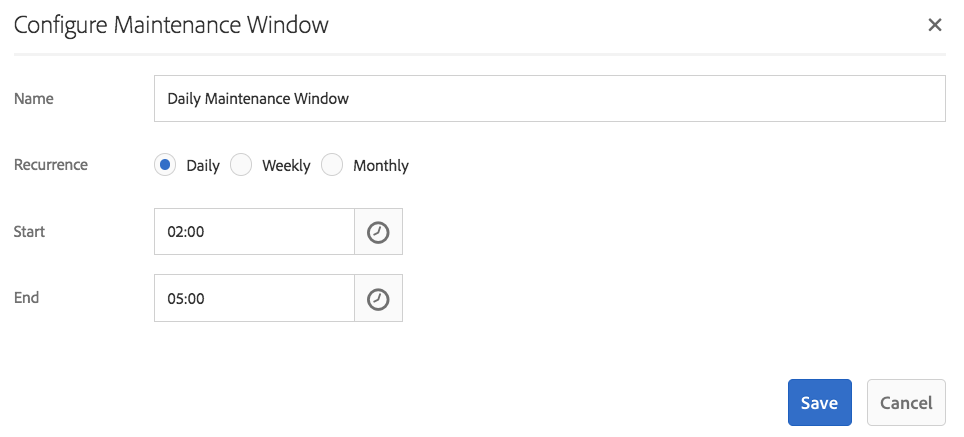 Configure Maintenance Window
Name
Daily Maintenance Window
Recurrence
Daily Weekly Monthly
Start
02:00
End
05:00
Save Cancel